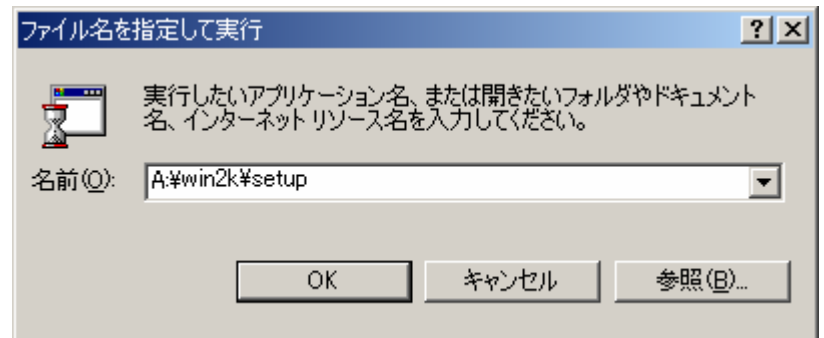 ファイル名を指定して実行
実行したいアプリケーション名、または開きたいフォルダやドキュメント
名、インターネット リソース名を入力してください。
名前(O): A:¥win2k¥setup
OK キャンセル 参照(B)...